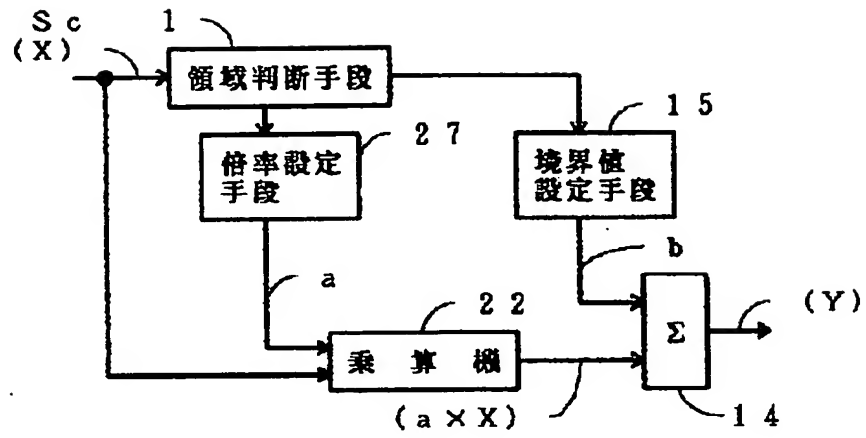 Sc
(X)
1
領域判断手段
27
倍率設定
手段
15
境界値
設定手段
a
b
22
乗算機
(a×X)
Σ
(Y)
14